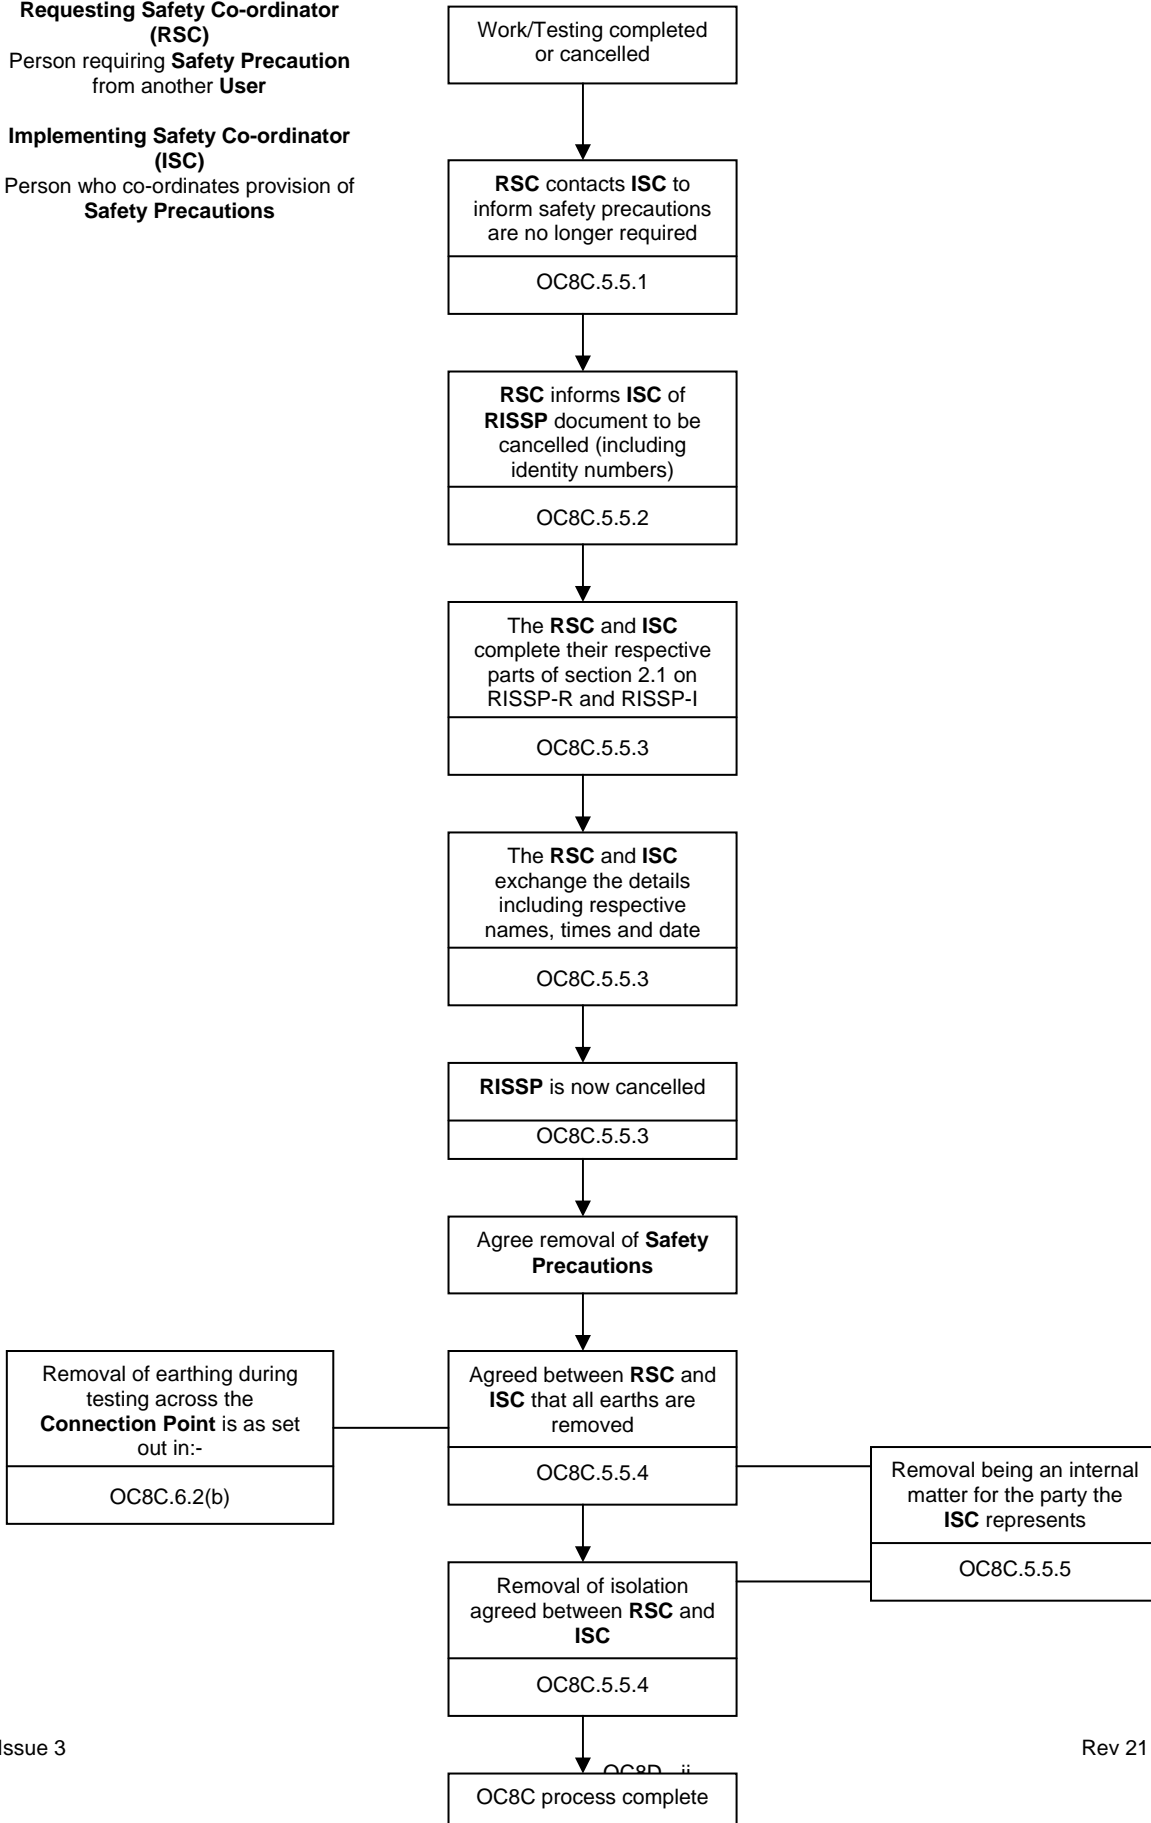 Requesting Safety Co-ordinator
(RSC)
Person requiring Safety Precaution
from another User
Implementing Safety Co-ordinator
(ISC)
Person who co-ordinates provision of
Safety Precautions
Work/Testing completed
or cancelled
RSC contacts ISC to
inform safety precautions
are no longer required
OC8C.5.5.1
RSC informs ISC of
RISSP document to be
cancelled (including
identity numbers)
OC8C.5.5.2
The RSC and ISC
complete their respective
parts of section 2.1 on
RISSP-R and RISSP-I
OC8C.5.5.3
The RSC and ISC
exchange the details
including respective
names, times and date
OC8C.5.5.3
RISSP is now cancelled
OC8C.5.5.3
Agree removal of Safety
Precautions
Removal of earthing during
testing across the
Connection Point is as set
out in:-
OC8C.6.2(b)
Agreed between RSC and
ISC that all earths are
removed
OC8C.5.5.4
Removal being an internal
matter for the party the
ISC represents
OC8C.5.5.5
Removal of isolation
agreed between RSC and
ISC
OC8C.5.5.4
Issue 3
Rev 21
OC8D - ii
OC8C process complete